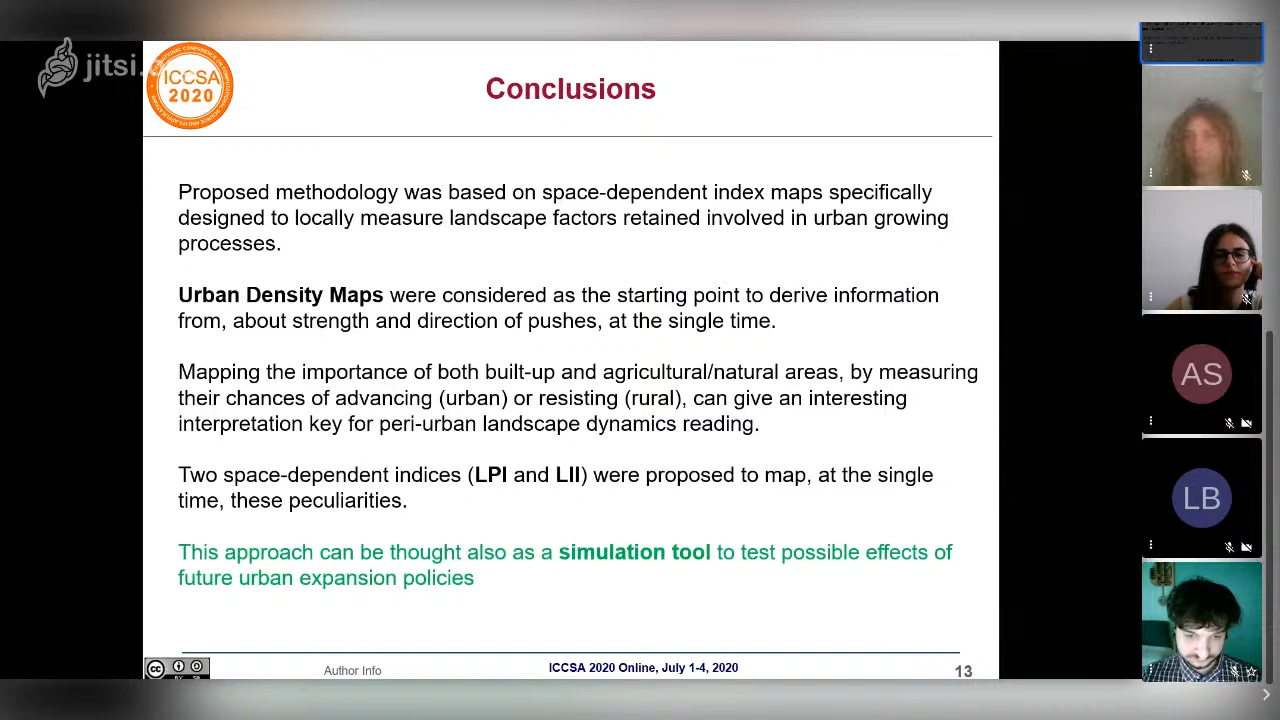 jitsi
ICCSA
2020
Conclusions
Proposed methodology was based on space-dependent index maps specifically
designed to locally measure landscape factors retained involved in urban growing
processes.
Urban Density Maps were considered as the starting point to derive information
from, about strength and direction of pushes, at the single time.
Mapping the importance of both built-up and agricultural/natural areas, by measuring
their chances of advancing (urban) or resisting (rural), can give an interesting
interpretation key for peri-urban landscape dynamics reading.
Two space-dependent indices (LPI and LII) were proposed to map, at the single
time, these peculiarities.
This approach can be thought also as a simulation tool to test possible effects of
future urban expansion policies
AS
LB
cc
Author Info
ICCSA 2020 Online, July 1-4, 2020
13